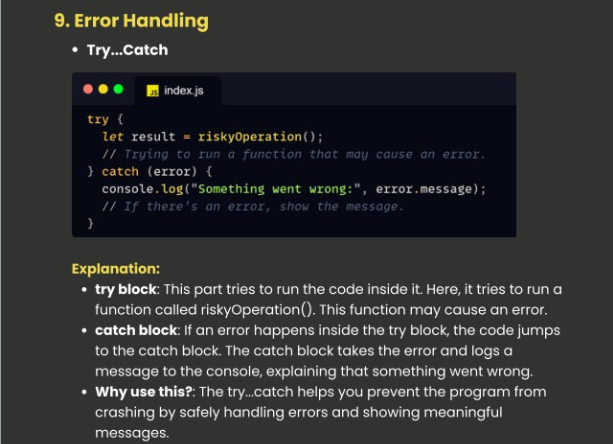 9. Error Handling
• Try...Catch
JS index.js
try {
let result = riskyOperation();
// Trying to run a function that may cause an error.
} catch (error) {
console.log("Something went wrong:", error.message);
// If there's an error, show the message.
}
Explanation:
• try block: This part tries to run the code inside it. Here, it tries to run a
function called riskyOperation(). This function may cause an error.
• catch block: If an error happens inside the try block, the code jumps
to the catch block. The catch block takes the error and logs a
message to the console, explaining that something went wrong.
• Why use this?: The try...catch helps you prevent the program from
crashing by safely handling errors and showing meaningful
messages.